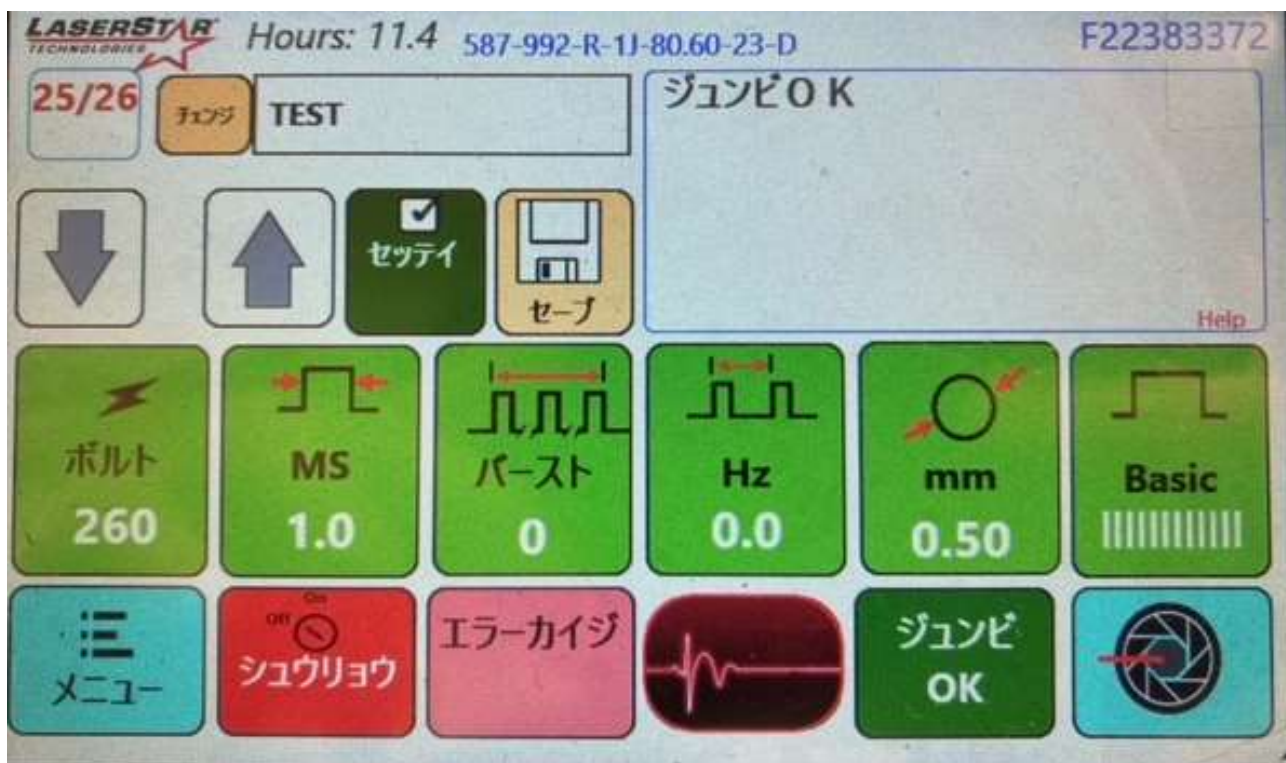 LASERSTAR
TECHNOLOGIES
Hours: 11.4
587-992-R-1J-80.60-23-D
F22383372
25/26
チェンジ
TEST
ジュンビOK
セッテイ
セーブ
Help
ボルト
260
MS
1.0
バースト
0
Hz
0.0
mm
0.50
Basic
メニュー
On
Off
シュウリョウ
エラーカイジ
ジュンビ
OK